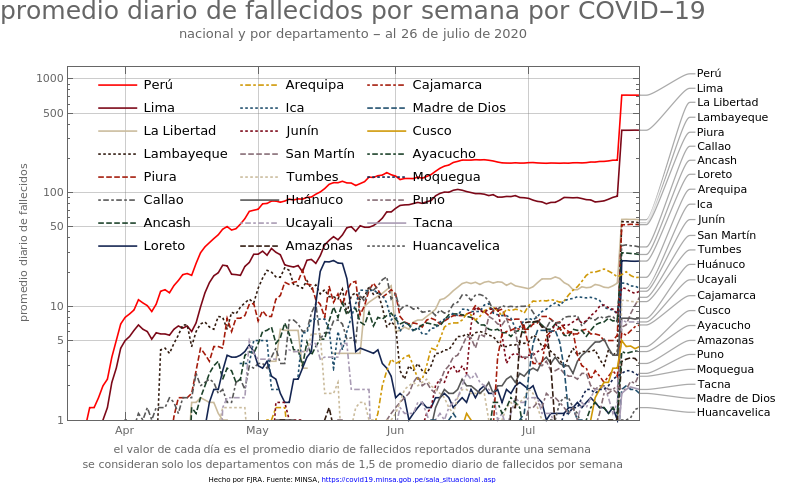 promedio diario de fallecidos por semana por COVID−19
nacional y por departamento − al 26 de julio de 2020
promedio diario de fallecidos
1000
500
100
50
10
5
1
Apr
May
Jun
Jul
Perú
Lima
La Libertad
Lambayeque
Piura
Callao
Ancash
Loreto
Arequipa
Ica
Junín
San Martín
Tumbes
Huánuco
Ucayali
Amazonas
Cajamarca
Madre de Dios
Cusco
Ayacucho
Moquegua
Puno
Tacna
Huancavelica
Perú
Lima
La Libertad
Lambayeque
Piura
Callao
Ancash
Loreto
Arequipa
Ica
Junín
San Martín
Tumbes
Huánuco
Ucayali
Cajamarca
Cusco
Ayacucho
Amazonas
Puno
Moquegua
Tacna
Madre de Dios
Huancavelica
el valor de cada día es el promedio diario de fallecidos reportados durante una semana
se consideran solo los departamentos con más de 1,5 de promedio diario de fallecidos por semana
Hecho por FJRA. Fuente: MINSA, https://covid19.minsa.gob.pe/sala_situacional.asp